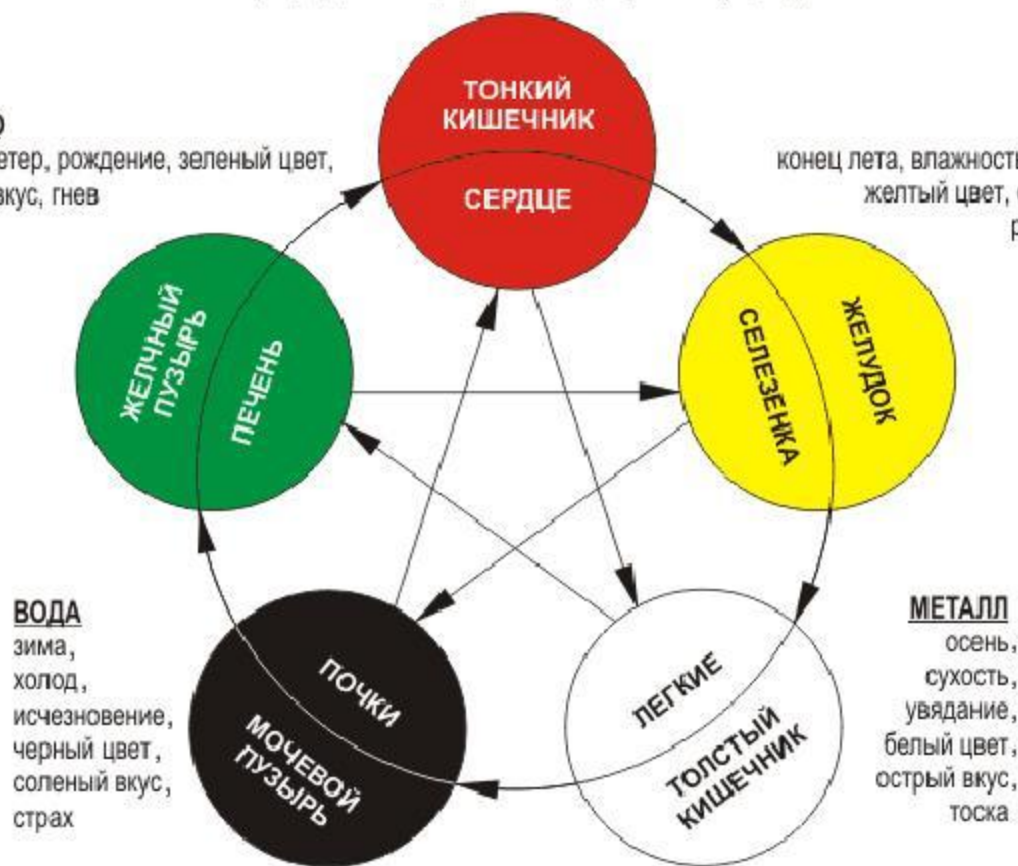 ТОНКИЙ
КИШЕЧНИК
СЕРДЦЕ
рождение, зеленый цвет,
вкус, гнев
конец лета, влажность
желтый цвет,
ЖЕЛЧНЫЙ
ПУЗЫРЬ
ПЕЧЕНЬ
СЕЛЕЗЕНКА
ЖЕЛУДОК
ВОДА
зима,
холод,
исчезновение,
черный цвет,
соленый вкус,
страх
ПОЧКИ
МОЧЕВОЙ
ПУЗЫРЬ
ЛЕГКИЕ
ТОЛСТЫЙ
КИШЕЧНИК
МЕТАЛЛ
осень,
сухость,
увядание,
белый цвет,
острый вкус,
тоска